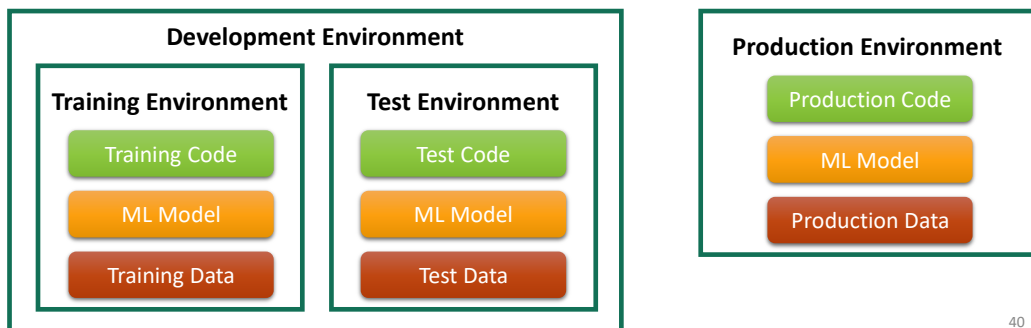 Development Environment
Training Environment
Training Code
ML Model
Training Data
Test Environment
Test Code
ML Model
Test Data
Production Environment
Production Code
ML Model
Production Data
40